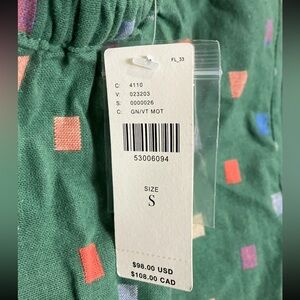 FL_33
C: 4110
V: 023203
S: 0000026
C: GN/VT MOT
53006094
SIZE
S
$98.00 USD
$108.00 CAD